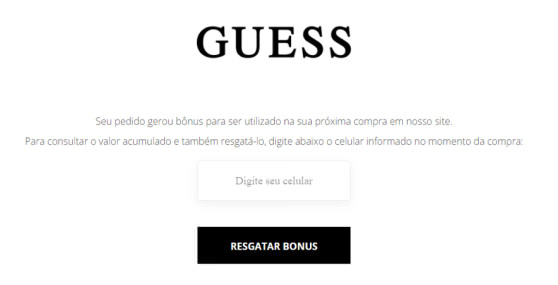 GUESS
Seu pedido gerou bônus para ser utilizado na sua próxima compra em nosso site.
Para consultar o valor acumulado e também resgatá-lo, digite abaixo o celular informado no momento da compra:
Digite seu celular
RESGATAR BONUS